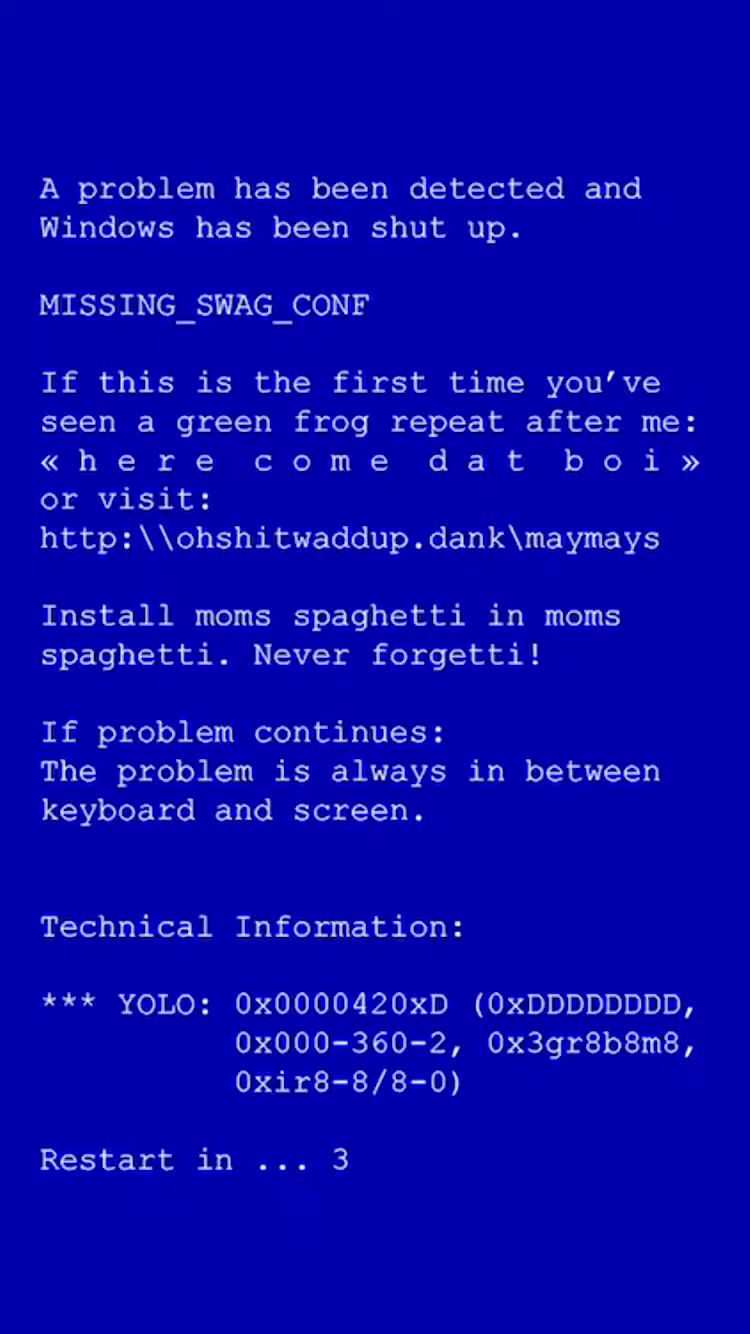 A problem has been detected and
Windows has been shut up.
MISSING_SWAG_CONF
If this is the first time you’ve
seen a green frog repeat after me:
« h e r e  c o m e  d a t  b o i »
or visit:
http:\\ohshitwaddup.dank\maymays
Install moms spaghetti in moms
spaghetti. Never forgetti!
If problem continues:
The problem is always in between
keyboard and screen.
Technical Information:
*** YOLO: 0x0000420xD (0xDDDDDDDD,
0x000-360-2, 0x3gr8b8m8,
0xir8-8/8-0)
Restart in ... 3